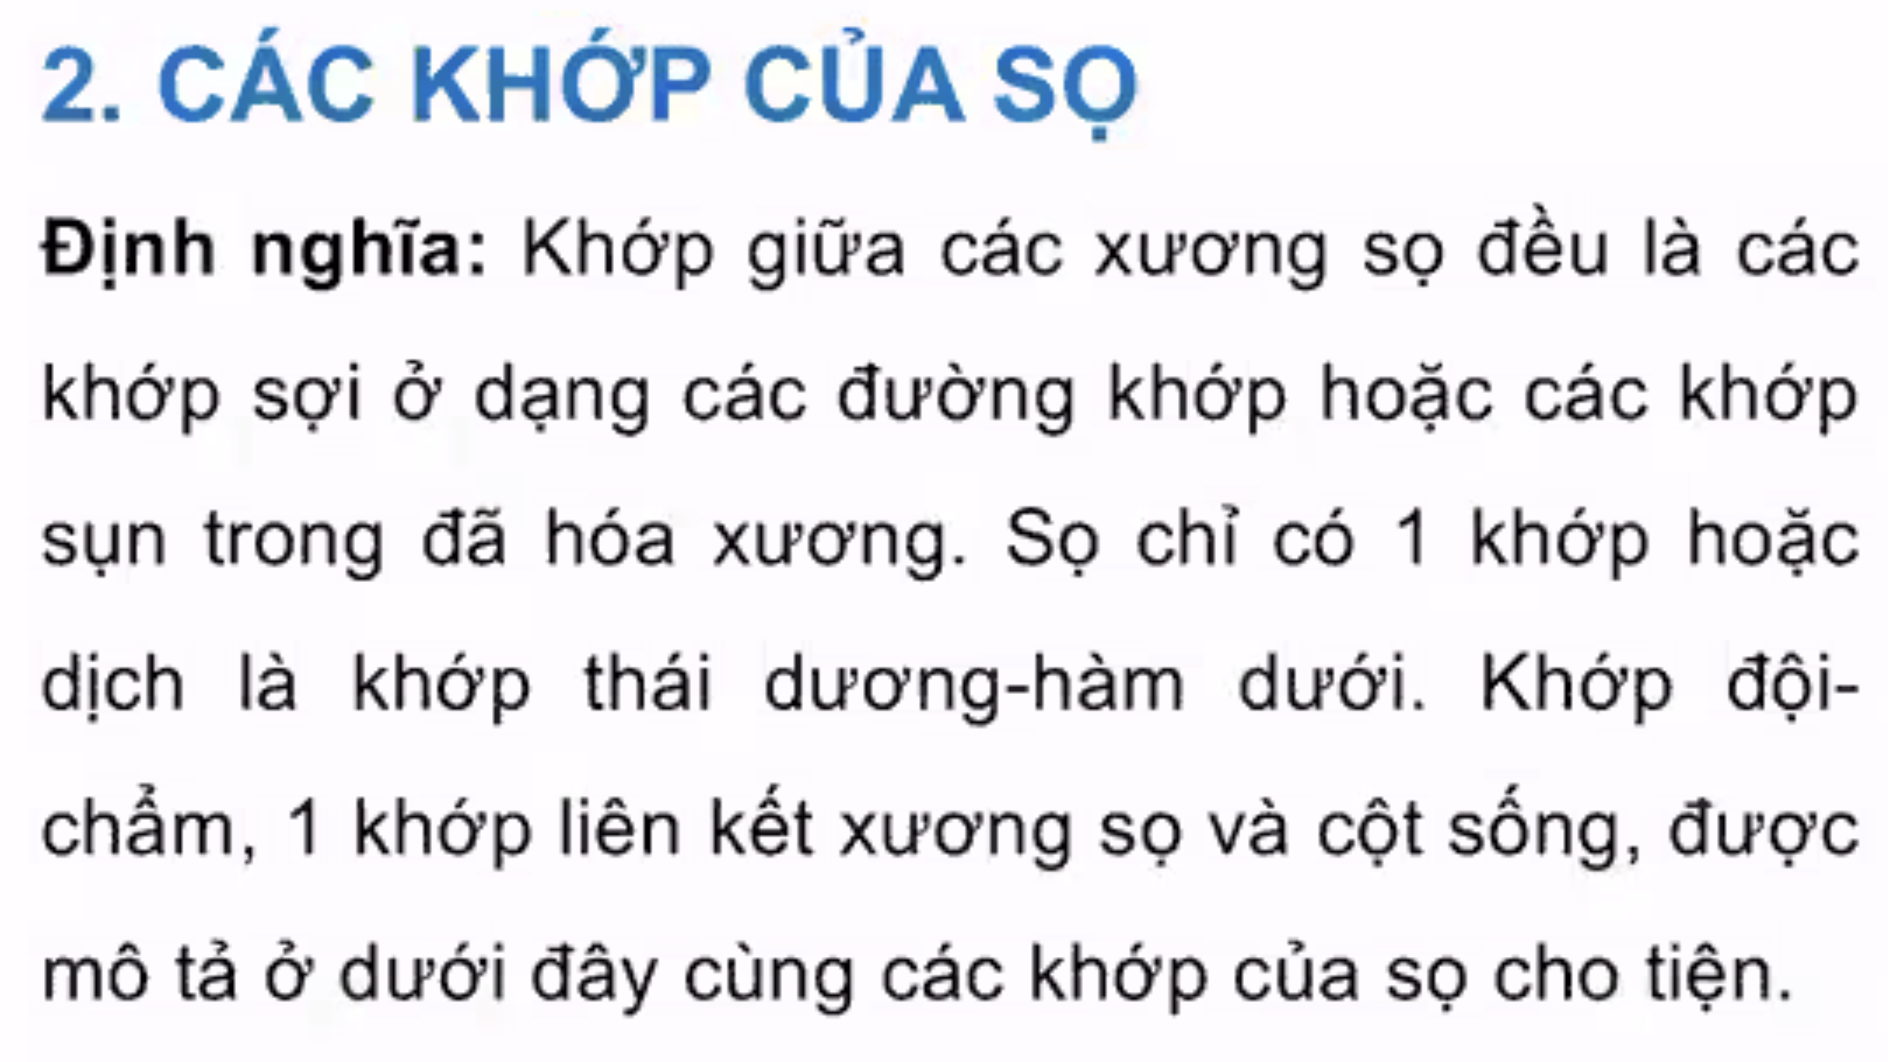 2. CÁC KHỚP CỦA SỌ
Định nghĩa: Khớp giữa các xương sọ đều là các
khớp sợi ở dạng các đường khớp hoặc các khớp
sụn trong đã hóa xương. Sọ chỉ có 1 khớp hoặc
dịch là khớp thái dương-hàm dưới. Khớp đội-
chẩm, 1 khớp liên kết xương sọ và cột sống, được
mô tả ở dưới đây cùng các khớp của sọ cho tiện.